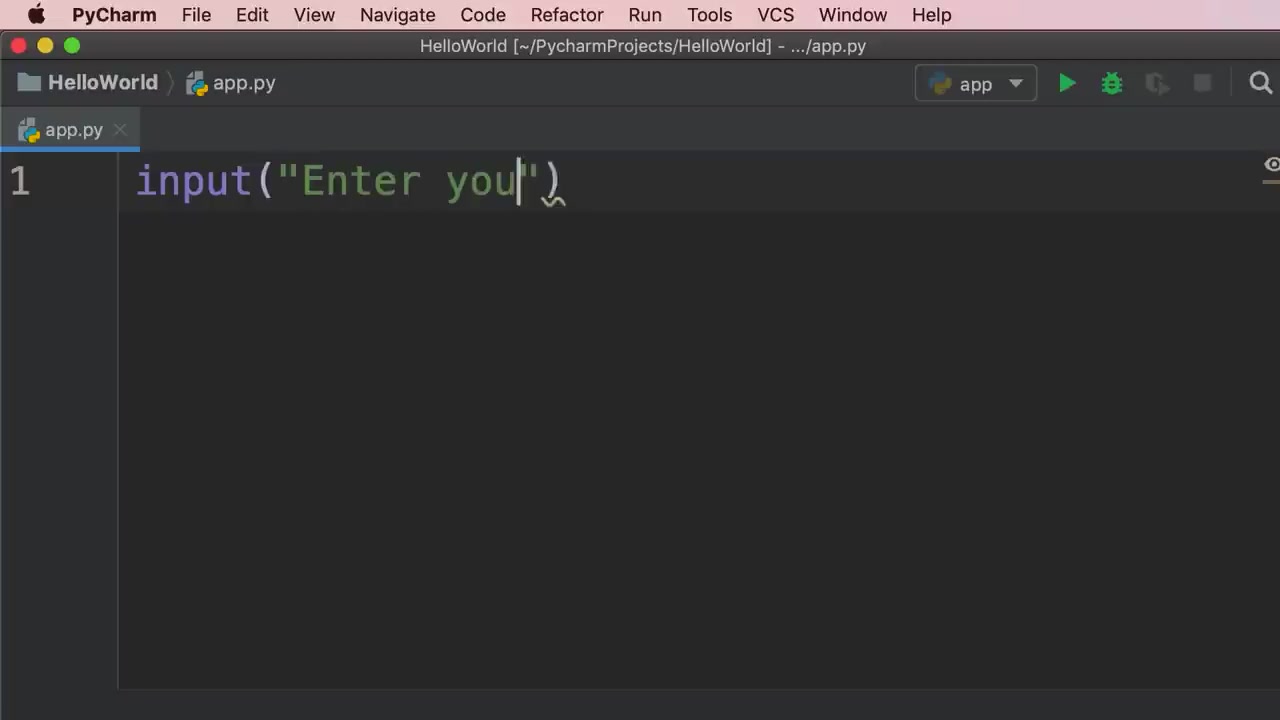 PyCharm File Edit View Navigate Code Refactor Run Tools VCS Window Help
HelloWorld [~/PycharmProjects/HelloWorld] - .../app.py
HelloWorld app.py app
app.py
1 input("Enter you")